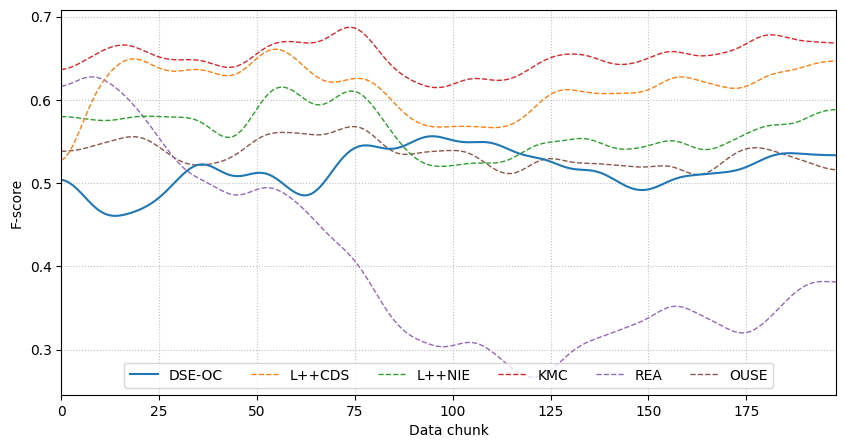 0.7
0.6
0.5
0.4
0.3
F-score
0 25 50 75 100 125 150 175
Data chunk
DSE-OC L++CDS L++NIE KMC REA OUSE